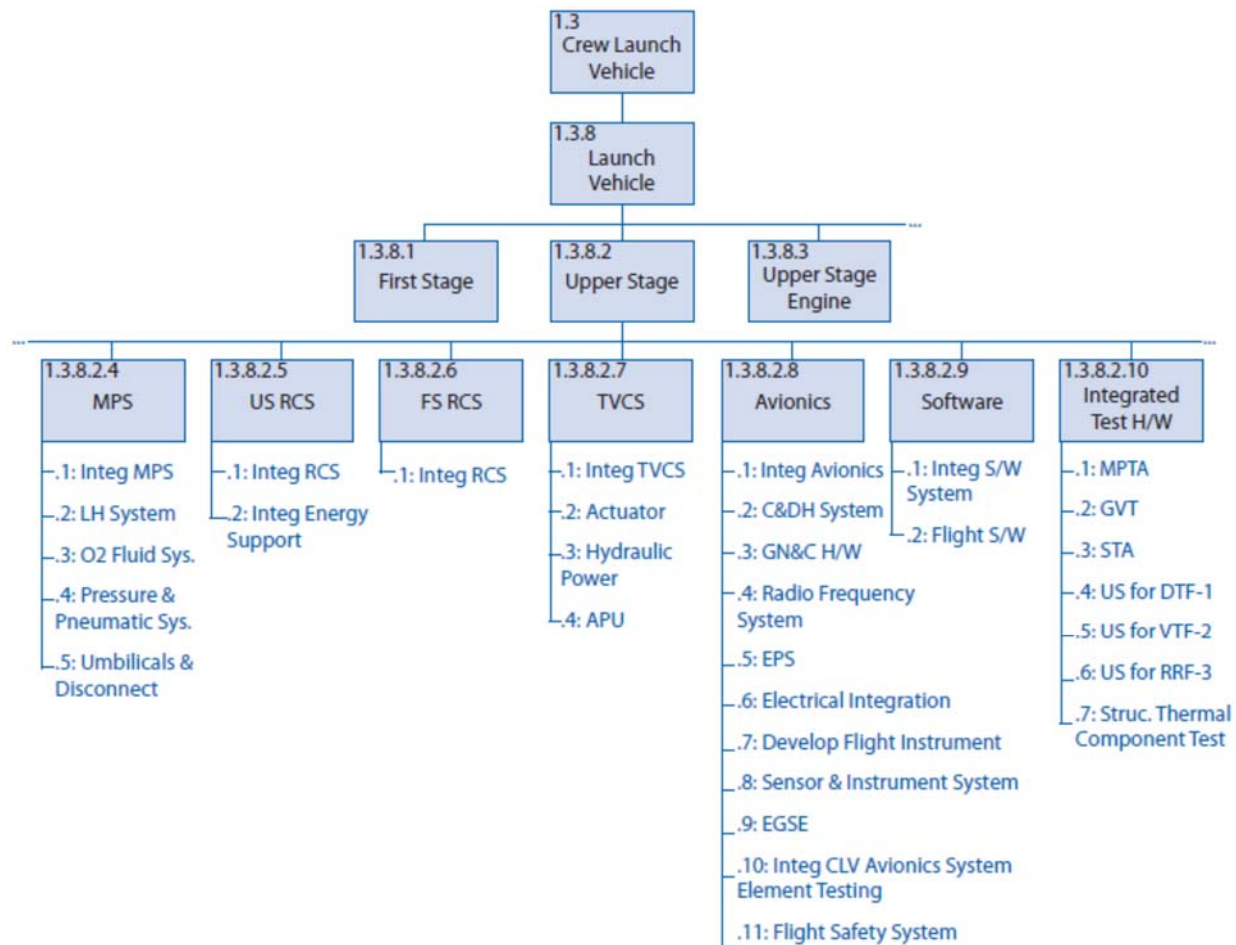 1.3
Crew Launch
Vehicle
1.3.8
Launch
Vehicle
...
1.3.8.1
First Stage
1.3.8.2
Upper Stage
1.3.8.3
Upper Stage
Engine
...
...
1.3.8.2.4
MPS
.1: Integ MPS
.2: LH System
.3: O2 Fluid Sys.
.4: Pressure &
Pneumatic Sys.
.5: Umbilicals &
Disconnect
1.3.8.2.5
US RCS
.1: Integ RCS
.2: Integ Energy
Support
1.3.8.2.6
FS RCS
.1: Integ RCS
1.3.8.2.7
TVCS
.1: Integ TVCS
.2: Actuator
.3: Hydraulic
Power
.4: APU
1.3.8.2.8
Avionics
.1: Integ Avionics
.2: C&DH System
.3: GN&C H/W
.4: Radio Frequency
System
.5: EPS
.6: Electrical Integration
.7: Develop Flight Instrument
.8: Sensor & Instrument System
.9: EGSE
.10: Integ CLV Avionics System
Element Testing
.11: Flight Safety System
1.3.8.2.9
Software
.1: Integ S/W
System
.2: Flight S/W
1.3.8.2.10
Integrated
Test H/W
.1: MPTA
.2: GVT
.3: STA
.4: US for DTF-1
.5: US for VTF-2
.6: US for RRF-3
.7: Struc. Thermal
Component Test